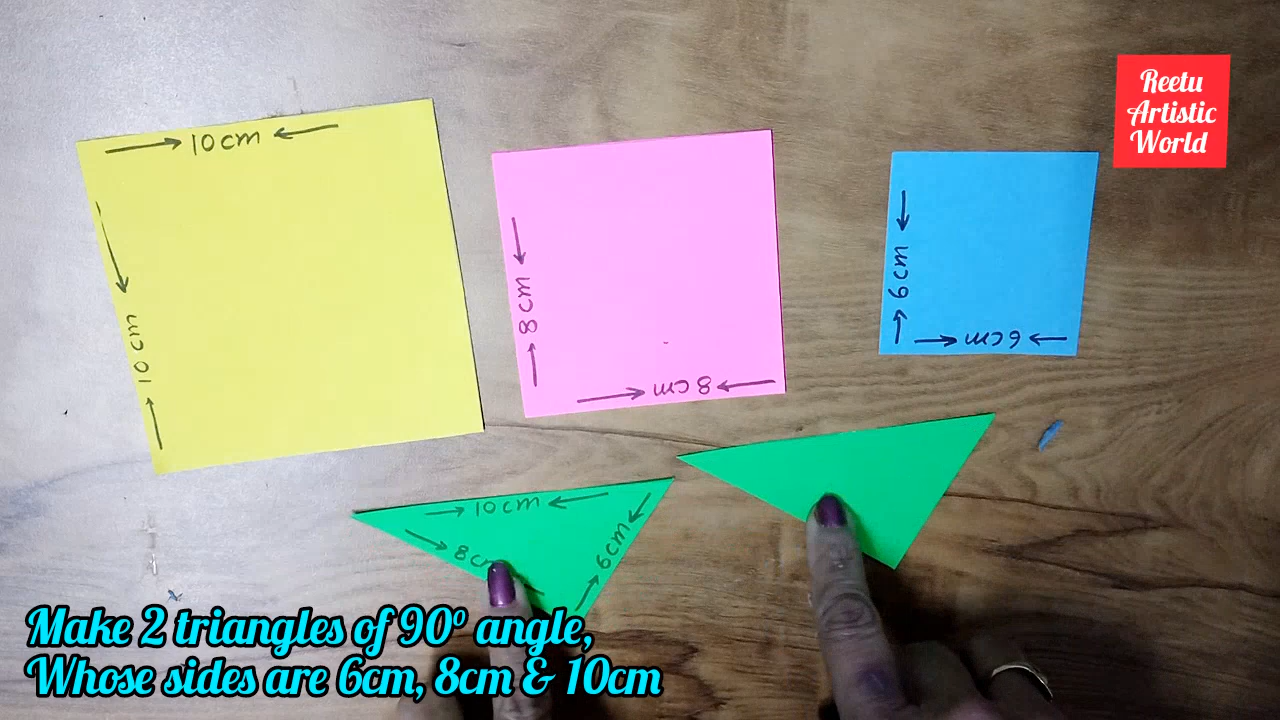 Reetu
Artistic
World
10cm
10cm
8cm
8cm
6cm
6cm
10cm
8cm
6cm
Make 2 triangles of 90° angle,
Whose sides are 6cm, 8cm & 10cm